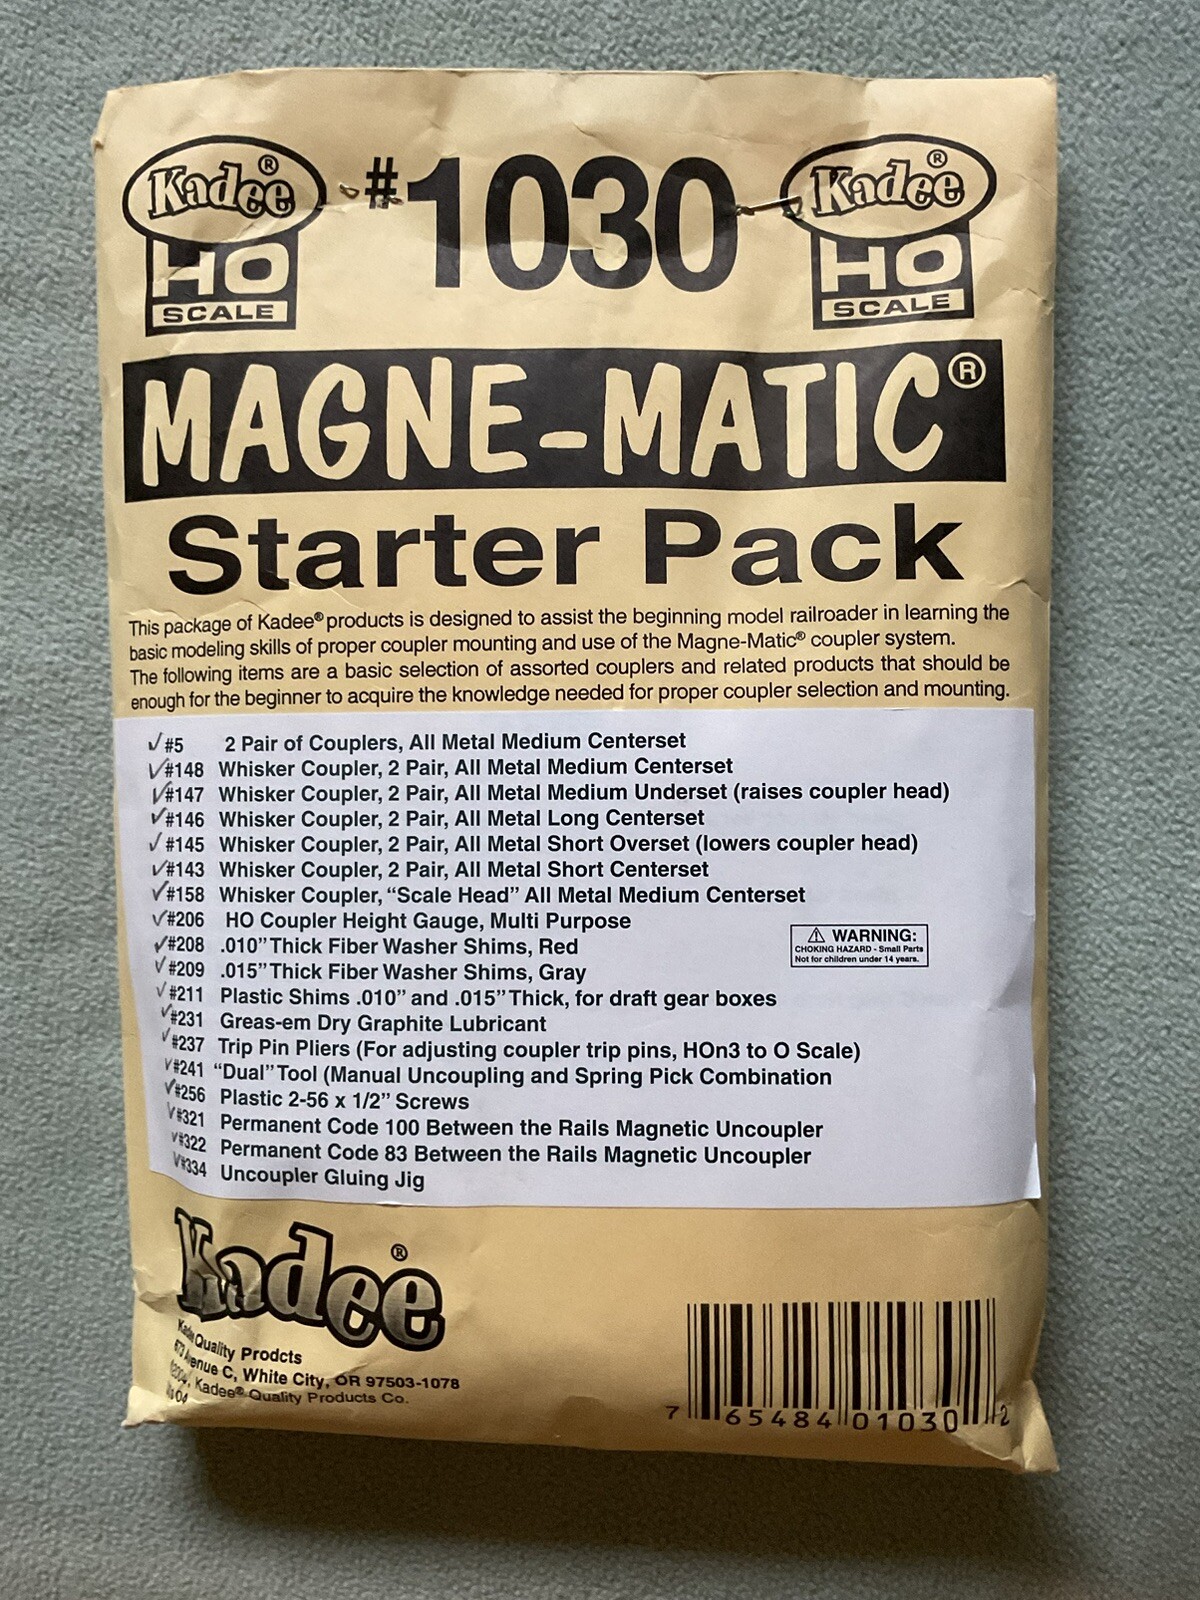 Kadee® #1030 Kadee®
HO HO
SCALE SCALE
MAGNE-MATIC®
Starter Pack
This package of Kadee® products is designed to assist the beginning model railroader in learning the
basic modeling skills of proper coupler mounting and use of the Magne-Matic® coupler system.
The following items are a basic selection of assorted couplers and related products that should be
enough for the beginner to acquire the knowledge needed for proper coupler selection and mounting.
✓#5 2 Pair of Couplers, All Metal Medium Centerset
✓#148 Whisker Coupler, 2 Pair, All Metal Medium Centerset
✓#147 Whisker Coupler, 2 Pair, All Metal Medium Underset (raises coupler head)
✓#146 Whisker Coupler, 2 Pair, All Metal Long Centerset
✓#145 Whisker Coupler, 2 Pair, All Metal Short Overset (lowers coupler head)
✓#143 Whisker Coupler, 2 Pair, All Metal Short Centerset
✓#158 Whisker Coupler, “Scale Head” All Metal Medium Centerset
✓#206 HO Coupler Height Gauge, Multi Purpose
✓#208 .010” Thick Fiber Washer Shims, Red
✓#209 .015” Thick Fiber Washer Shims, Gray
✓#211 Plastic Shims .010” and .015” Thick, for draft gear boxes
✓#231 Greas-em Dry Graphite Lubricant
✓#237 Trip Pin Pliers (For adjusting coupler trip pins, HOn3 to O Scale)
✓#241 “Dual” Tool (Manual Uncoupling and Spring Pick Combination
✓#256 Plastic 2-56 x 1/2” Screws
✓#321 Permanent Code 100 Between the Rails Magnetic Uncoupler
✓#322 Permanent Code 83 Between the Rails Magnetic Uncoupler
✓#334 Uncoupler Gluing Jig
⚠ WARNING:
CHOKING HAZARD - Small Parts
Not for children under 14 years.
Kadee®
Kadee Quality Prodcts
673 Avenue C, White City, OR 97503-1078
Kadee® Quality Products Co.
7 65484 01030 2